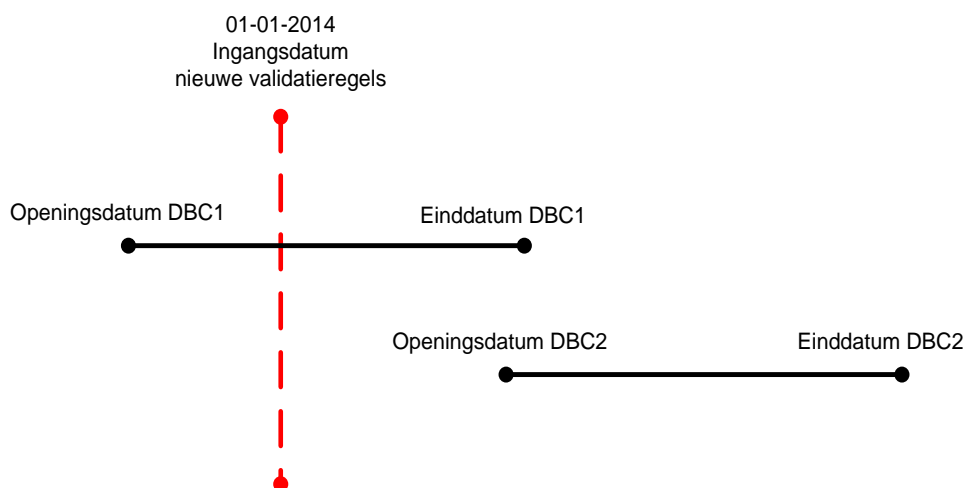 01-01-2014
Ingangsdatum
nieuwe validatieregels
Openingsdatum DBC1
Einddatum DBC1
Openingsdatum DBC2
Einddatum DBC2